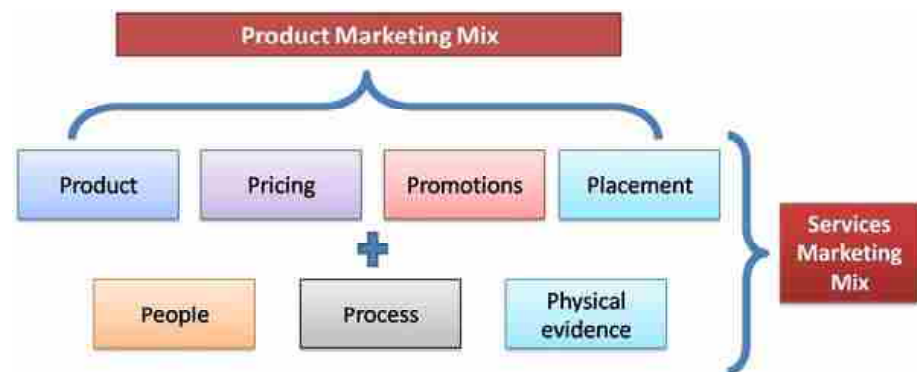 Product Marketing Mix
Product
Pricing
Promotions
Placement
Services
Marketing
Mix
People
Process
Physical
evidence